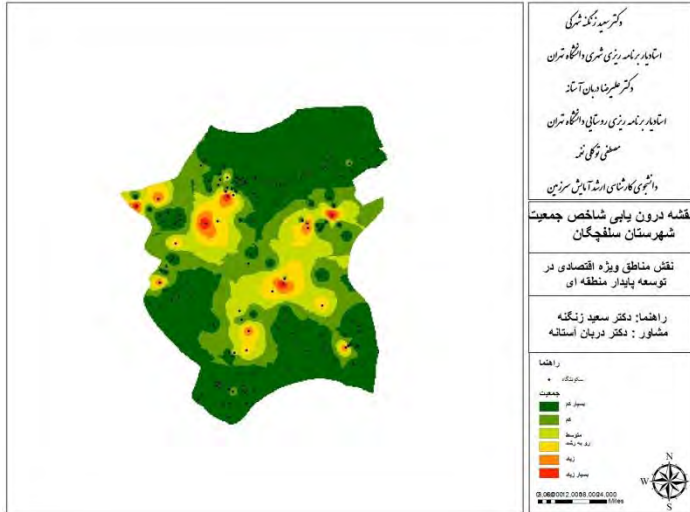 دکتر سعید زنگنه شهرکی
استادیار برنامه ریزی شهری دانشگاه تهران
دکتر علیرضا دربان آستانه
استادیار برنامه ریزی روستایی دانشگاه تهران
مصطفی توکلی نغمه
دانشجوی کارشناسی ارشد آمایش سرزمین
نقشه درون یابی شاخص جمعیت
شهرستان سلفچگان
نقش مناطق ویژه اقتصادی در
توسعه پایدار منطقه ای
راهنما: دکتر سعید زنگنه
مشاور : دکتر دربان آستانه
راهنما
سکونتگاه
جمعیت
بسیار کم
کم
متوسط
رو به رشد
زیاد
بسیار زیاد
N
W
S
Miles